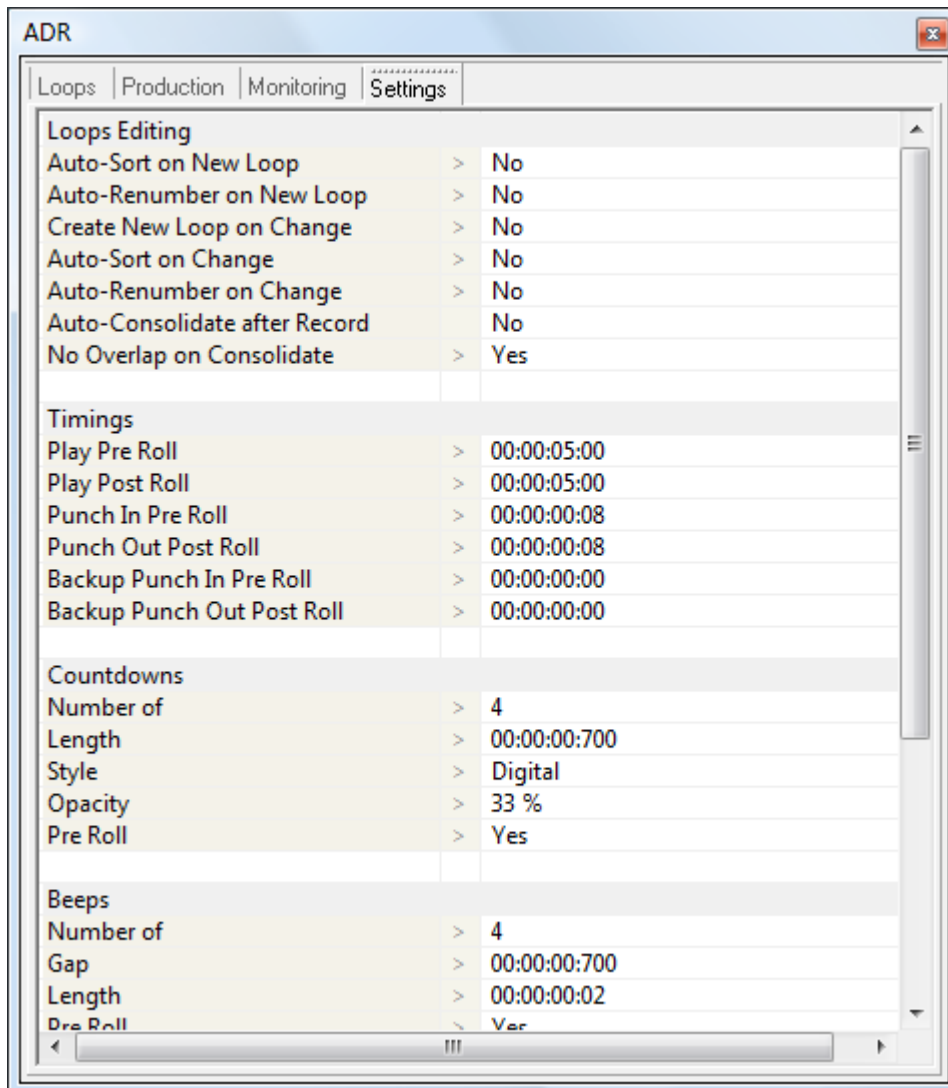 ADR
Loops Production Monitoring Settings
Loops Editing
Auto-Sort on New Loop > No
Auto-Renumber on New Loop > No
Create New Loop on Change > No
Auto-Sort on Change > No
Auto-Renumber on Change > No
Auto-Consolidate after Record No
No Overlap on Consolidate > Yes
Timings
Play Pre Roll > 00:00:05:00
Play Post Roll > 00:00:05:00
Punch In Pre Roll > 00:00:00:08
Punch Out Post Roll > 00:00:00:08
Backup Punch In Pre Roll > 00:00:00:00
Backup Punch Out Post Roll > 00:00:00:00
Countdowns
Number of > 4
Length > 00:00:00:700
Style > Digital
Opacity > 33 %
Pre Roll > Yes
Beeps
Number of > 4
Gap > 00:00:00:700
Length > 00:00:00:02
Pre Roll > Yes